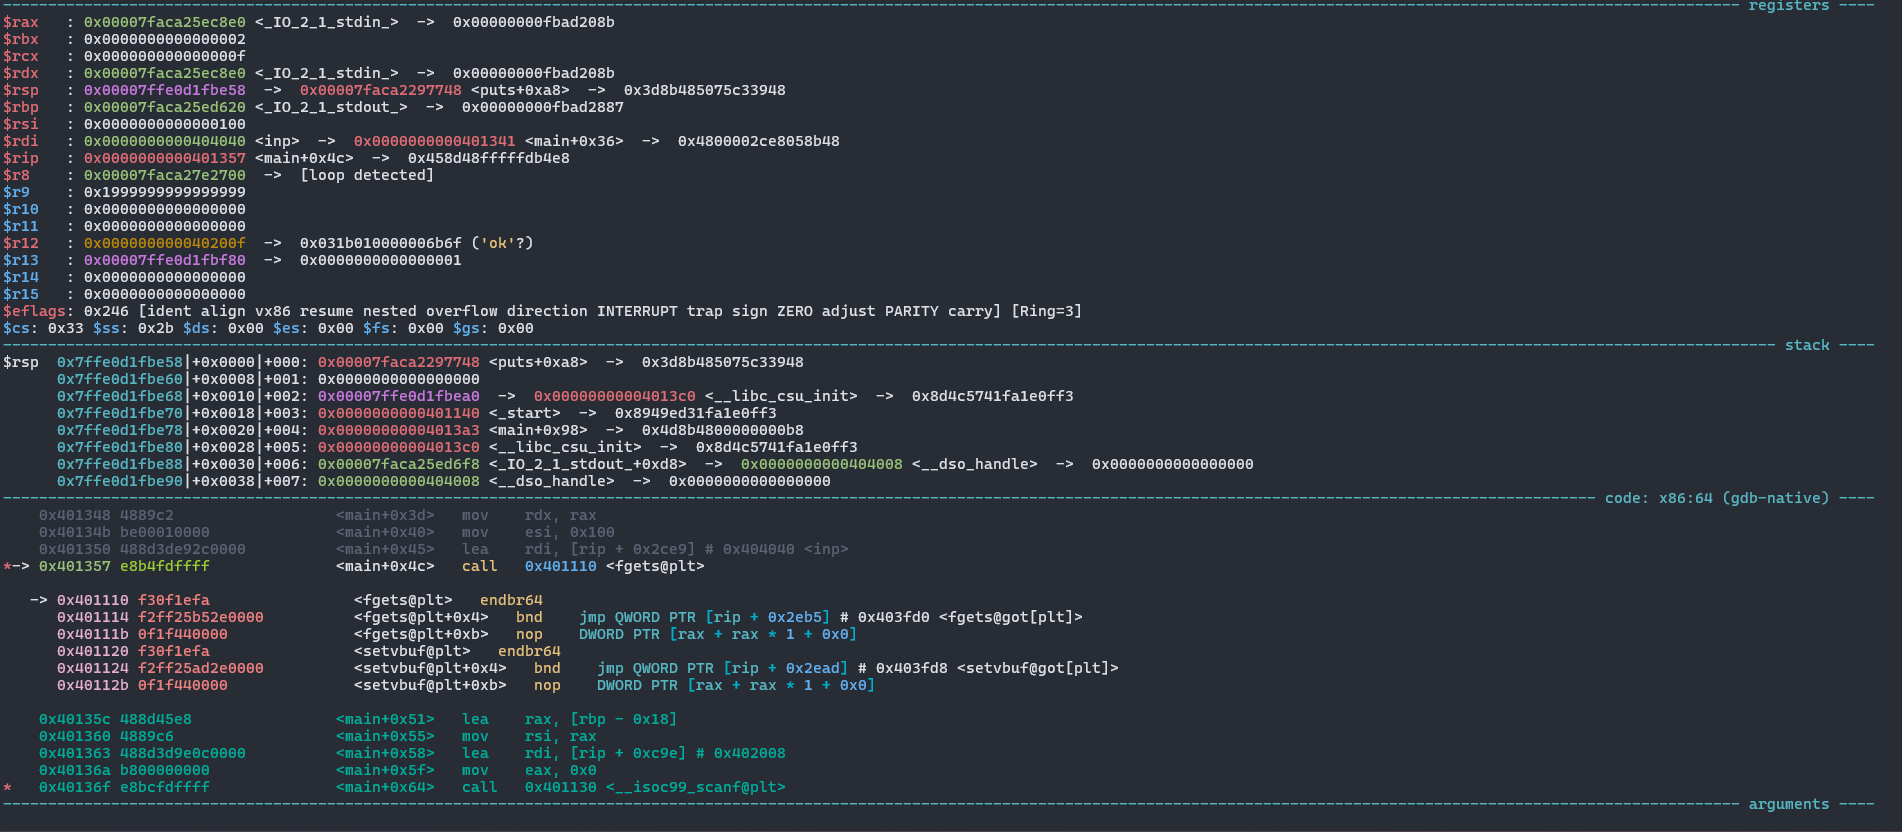 registers ----
$rax : 0x00007faca25ec8e0 <_IO_2_1_stdin_> -> 0x00000000fbad208b
$rbx : 0x0000000000000002
$rcx : 0x000000000000000f
$rdx : 0x00007faca25ec8e0 <_IO_2_1_stdin_> -> 0x00000000fbad208b
$rsp : 0x00007ffe0d1fbe58 -> 0x00007faca2297748 <puts+0xa8> -> 0x3d8b485075c33948
$rbp : 0x00007faca25ed620 <_IO_2_1_stdout_> -> 0x00000000fbad2887
$rsi : 0x0000000000000100
$rdi : 0x0000000000404040 <inp> -> 0x0000000000401341 <main+0x36> -> 0x4800002ce8058b48
$rip : 0x0000000000401357 <main+0x4c> -> 0x458d48fffffdb4e8
$r8 : 0x00007faca27e2700 -> [loop detected]
$r9 : 0x1999999999999999
$r10 : 0x0000000000000000
$r11 : 0x0000000000000000
$r12 : 0x000000000040200f -> 0x031b010000006b6f ('ok'?)
$r13 : 0x00007ffe0d1fbf80 -> 0x0000000000000001
$r14 : 0x0000000000000000
$r15 : 0x0000000000000000
$eflags: 0x246 [ident align vx86 resume nested overflow direction INTERRUPT trap sign ZERO adjust PARITY carry] [Ring=3]
$cs: 0x33 $ss: 0x2b $ds: 0x00 $es: 0x00 $fs: 0x00 $gs: 0x00
stack ----
$rsp 0x7ffe0d1fbe58|+0x0000|+000: 0x00007faca2297748 <puts+0xa8> -> 0x3d8b485075c33948
0x7ffe0d1fbe60|+0x0008|+001: 0x0000000000000000
0x7ffe0d1fbe68|+0x0010|+002: 0x00007ffe0d1fbea0 -> 0x00000000004013c0 <__libc_csu_init> -> 0x8d4c5741fa1e0ff3
0x7ffe0d1fbe70|+0x0018|+003: 0x0000000000401140 <_start> -> 0x8949ed31fa1e0ff3
0x7ffe0d1fbe78|+0x0020|+004: 0x00000000004013a3 <main+0x98> -> 0x4d8b4800000000b8
0x7ffe0d1fbe80|+0x0028|+005: 0x00000000004013c0 <__libc_csu_init> -> 0x8d4c5741fa1e0ff3
0x7ffe0d1fbe88|+0x0030|+006: 0x00007faca25ed6f8 <_IO_2_1_stdout_+0xd8> -> 0x0000000000404008 <__dso_handle> -> 0x0000000000000000
0x7ffe0d1fbe90|+0x0038|+007: 0x0000000000404008 <__dso_handle> -> 0x0000000000000000
code: x86:64 (gdb-native) ----
0x401348 4889c2 <main+0x3d> mov rdx, rax
0x40134b be00010000 <main+0x40> mov esi, 0x100
0x401350 488d3de92c0000 <main+0x45> lea rdi, [rip + 0x2ce9] # 0x404040 <inp>
*-> 0x401357 e8b4fdffff <main+0x4c> call 0x401110 <fgets@plt>
-> 0x401110 f30f1efa <fgets@plt> endbr64
0x401114 f2ff25b52e0000 <fgets@plt+0x4> bnd jmp QWORD PTR [rip + 0x2eb5] # 0x403fd0 <fgets@got[plt]>
0x40111b 0f1f440000 <fgets@plt+0xb> nop DWORD PTR [rax + rax * 1 + 0x0]
0x401120 f30f1efa <setvbuf@plt> endbr64
0x401124 f2ff25ad2e0000 <setvbuf@plt+0x4> bnd jmp QWORD PTR [rip + 0x2ead] # 0x403fd8 <setvbuf@got[plt]>
0x40112b 0f1f440000 <setvbuf@plt+0xb> nop DWORD PTR [rax + rax * 1 + 0x0]
0x40135c 488d45e8 <main+0x51> lea rax, [rbp - 0x18]
0x401360 4889c6 <main+0x55> mov rsi, rax
0x401363 488d3d9e0c0000 <main+0x58> lea rdi, [rip + 0xc9e] # 0x402008
0x40136a b800000000 <main+0x5f> mov eax, 0x0
* 0x40136f e8bcfdffff <main+0x64> call 0x401130 <__isoc99_scanf@plt>
arguments ----